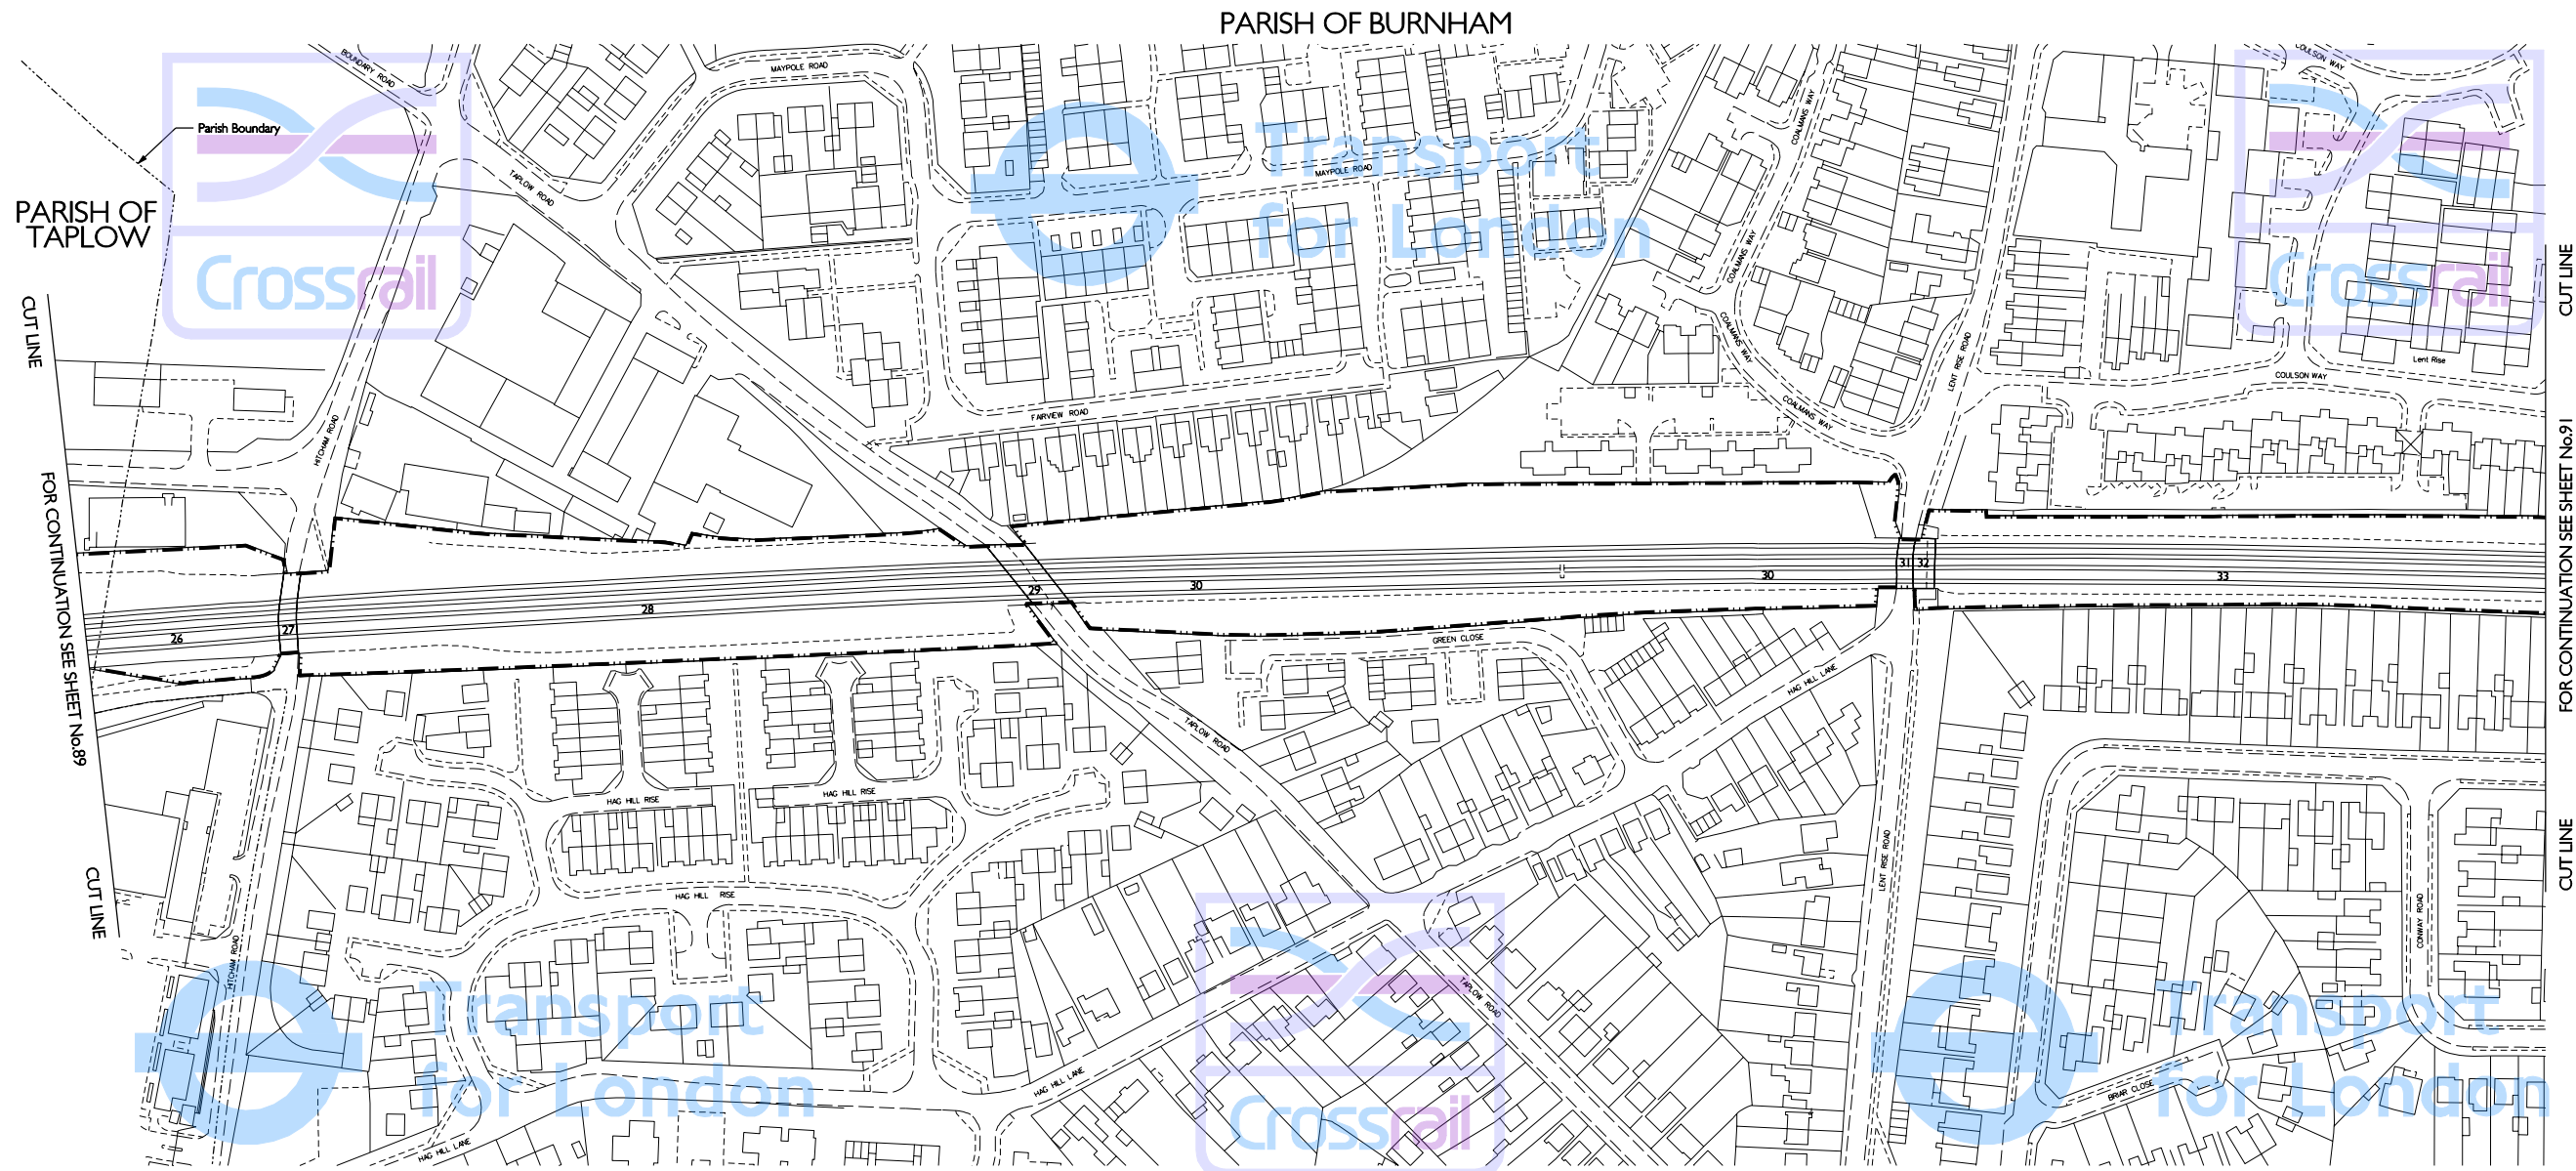 PARISH OF BURNHAM
BOUNDARY ROAD
MAYPOLE ROAD
COULSON WAY
Parish Boundary
COALMANS WAY
Transport
for London
MAYPOLE ROAD
TAPLOW ROAD
PARISH OF
TAPLOW
Crossrail
COALMANS WAY
Crossrail
CUT LINE
CUT LINE
COALMANS WAY
LENT RISE ROAD
Lent Rise
COULSON WAY
FAIRVIEW ROAD
COALMANS WAY
HITCHAM ROAD
FOR CONTINUATION SEE SHEET No.89
FOR CONTINUATION SEE SHEET No.91
26
27
28
29
30
30
31
32
33
GREEN CLOSE
HAG HILL LANE
TAPLOW ROAD
HAG HILL RISE
HAG HILL RISE
LENT RISE ROAD
CUT LINE
CUT LINE
HAG HILL RISE
CONWAY ROAD
HITCHAM ROAD
TAPLOW ROAD
Transport
for London
Transport
for London
HAG HILL LANE
BRIAR CLOSE
Crossrail
HAG HILL LANE